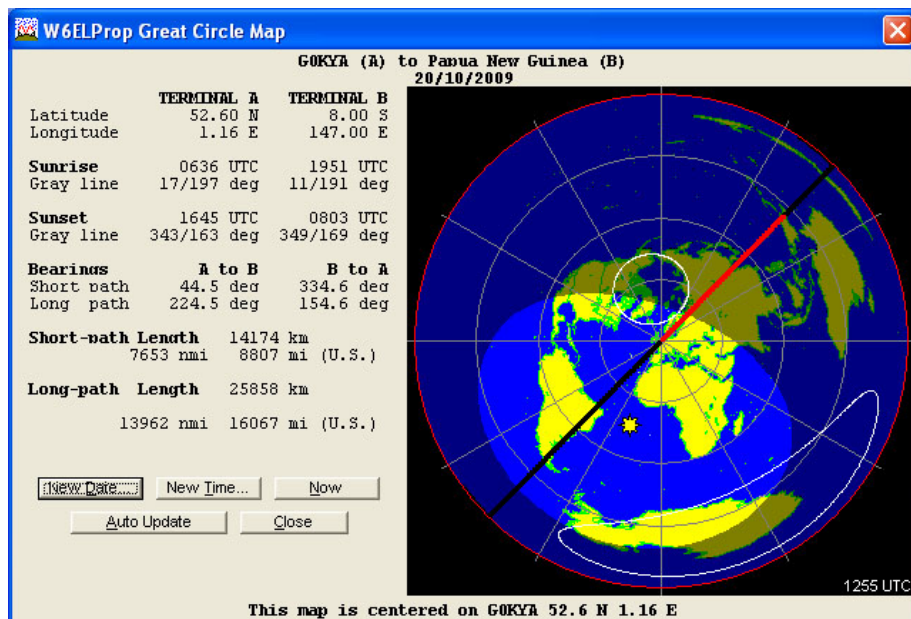 W6ELProp Great Circle Map
G0KYA (A) to Papua New Guinea (B)
20/10/2009
TERMINAL A TERMINAL B
Latitude 52.60 N 8.00 S
Longitude 1.16 E 147.00 E
Sunrise 0636 UTC 1951 UTC
Gray line 17/197 deg 11/191 deg
Sunset 1645 UTC 0803 UTC
Gray line 343/163 deg 349/169 deg
Bearings A to B B to A
Short path 44.5 deg 334.6 deg
Long path 224.5 deg 154.6 deg
Short-path Length 14174 km
7653 nmi 8807 mi (U.S.)
Long-path Length 25858 km
13962 nmi 16067 mi (U.S.)
New Date... New Time... Now
Auto Update Close
1255 UTC
This map is centered on G0KYA 52.6 N 1.16 E